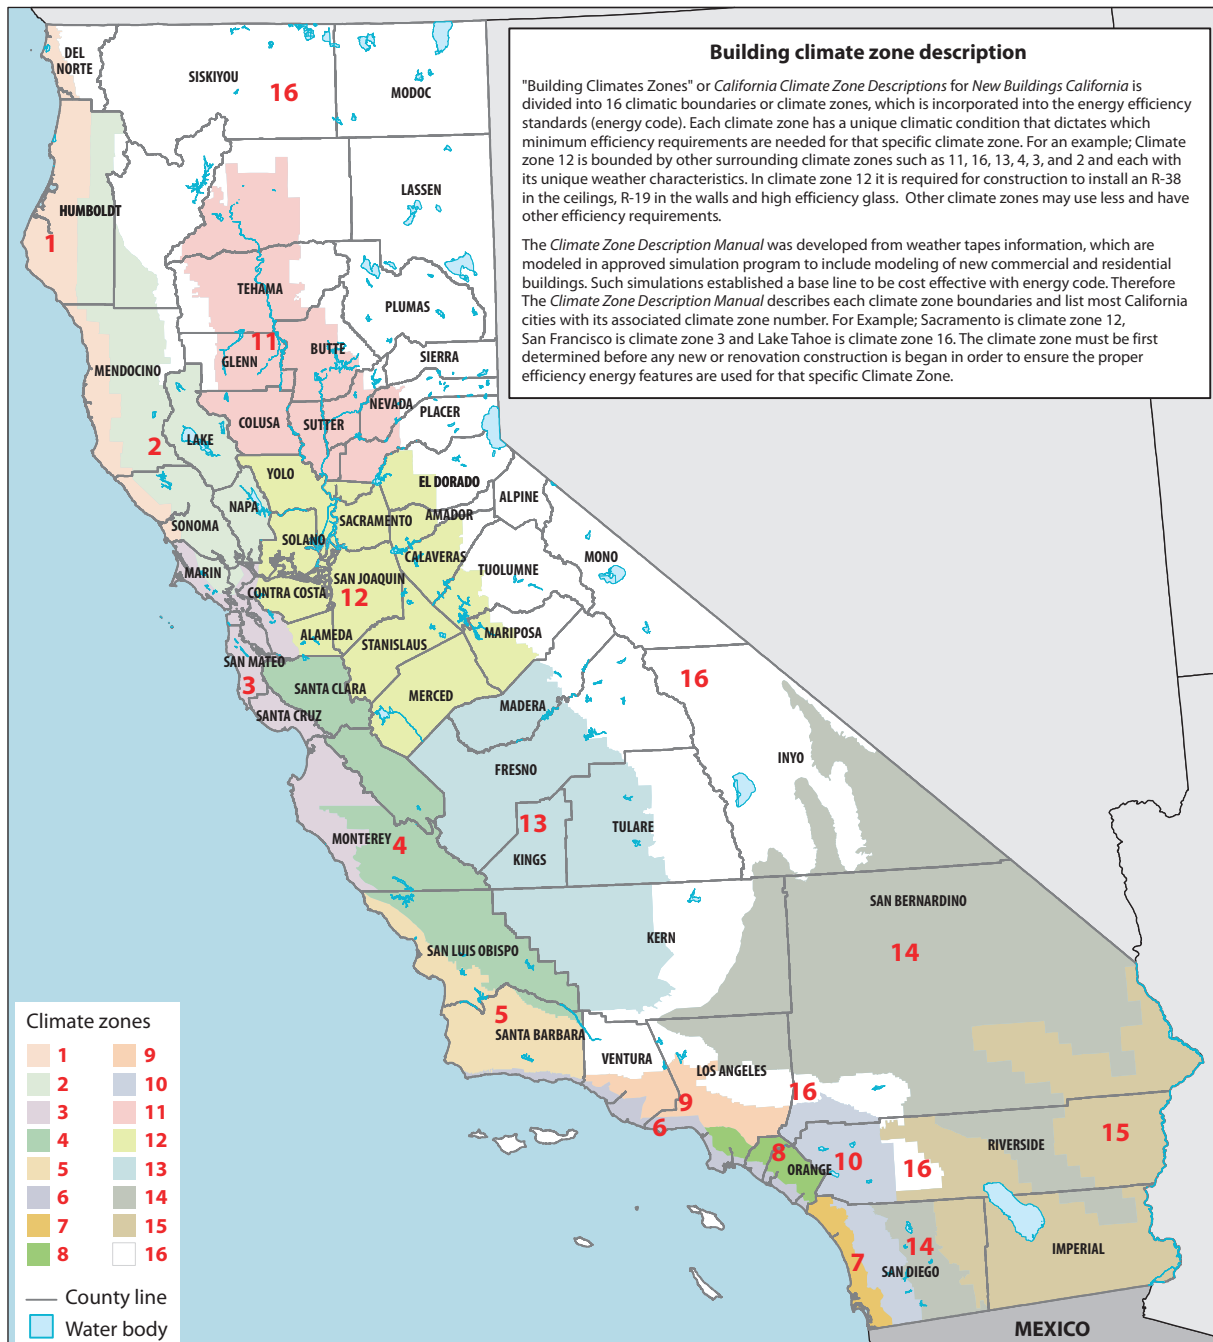 Building climate zone description
"Building Climates Zones" or California Climate Zone Descriptions for New Buildings California is
divided into 16 climatic boundaries or climate zones, which is incorporated into the energy efficiency
standards (energy code). Each climate zone has a unique climatic condition that dictates which
minimum efficiency requirements are needed for that specific climate zone. For an example; Climate
zone 12 is bounded by other surrounding climate zones such as 11, 16, 13, 4, 3, and 2 and each with
its unique weather characteristics. In climate zone 12 it is required for construction to install an R-38
in the ceilings, R-19 in the walls and high efficiency glass. Other climate zones may use less and have
other efficiency requirements.
The Climate Zone Description Manual was developed from weather tapes information, which are
modeled in approved simulation program to include modeling of new commercial and residential
buildings. Such simulations established a base line to be cost effective with energy code. Therefore
The Climate Zone Description Manual describes each climate zone boundaries and list most California
cities with its associated climate zone number. For Example; Sacramento is climate zone 12,
San Francisco is climate zone 3 and Lake Tahoe is climate zone 16. The climate zone must be first
determined before any new or renovation construction is began in order to ensure the proper
efficiency energy features are used for that specific Climate Zone.
DEL
NORTE
SISKIYOU
16
MODOC
LASSEN
HUMBOLDT
1
TEHAMA
PLUMAS
11
GLENN
BUTTE
SIERRA
MENDOCINO
NEVADA
PLACER
COLUSA
SUTTER
2
LAKE
YOLO
EL DORADO
ALPINE
NAPA
SONOMA
SACRAMENTO
AMADOR
SOLANO
CALAVERAS
MONO
MARIN
SAN JOAQUIN
TUOLUMNE
CONTRA COSTA
12
ALAMEDA
STANISLAUS
MARIPOSA
SAN MATEO
3
SANTA CLARA
MERCED
MADERA
16
SANTA CRUZ
FRESNO
INYO
13
TULARE
MONTEREY
4
KINGS
SAN BERNARDINO
14
KERN
SAN LUIS OBISPO
5
SANTA BARBARA
VENTURA
LOS ANGELES
16
9
6
8
ORANGE
10
16
RIVERSIDE
15
7
14
SAN DIEGO
IMPERIAL
MEXICO
Climate zones
1 9
2 10
3 11
4 12
5 13
6 14
7 15
8 16
County line
Water body